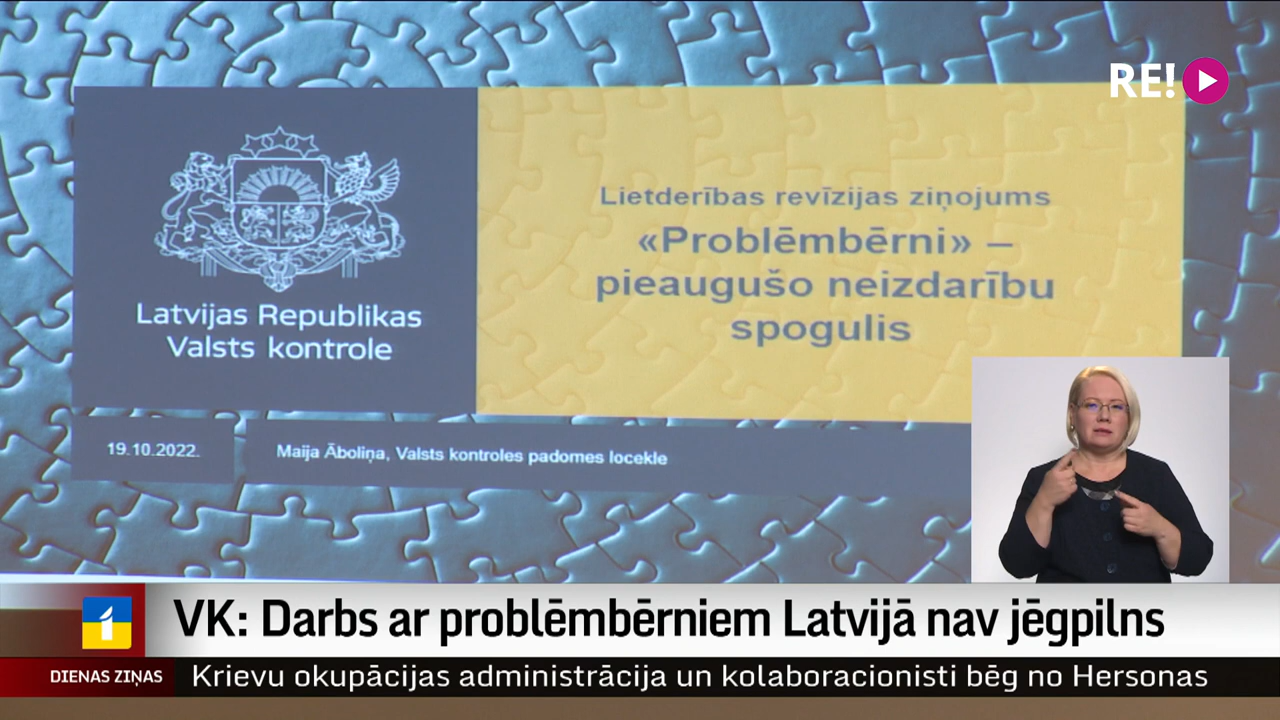 RE!
Latvijas Republikas
Valsts kontrole
Lietderības revīzijas ziņojums
«Problēmbērni» –
pieaugušo neizdarību
spogulis
19.10.2022.
Maija Āboliņa, Valsts kontroles padomes locekle
1
VK: Darbs ar problēmbērniem Latvijā nav jēgpilns
DIENAS ZIŅAS
Krievu okupācijas administrācija un kolaboracionisti bēg no Hersonas